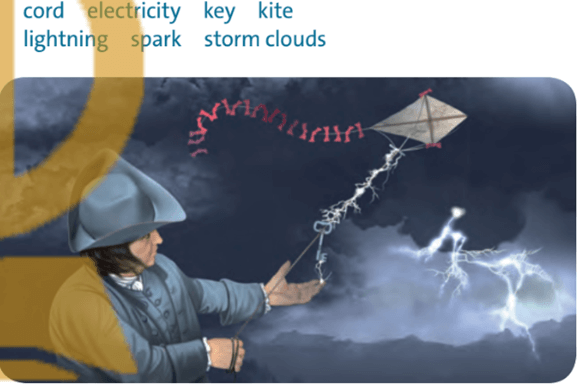 cord electricity key kite
lightning spark storm clouds